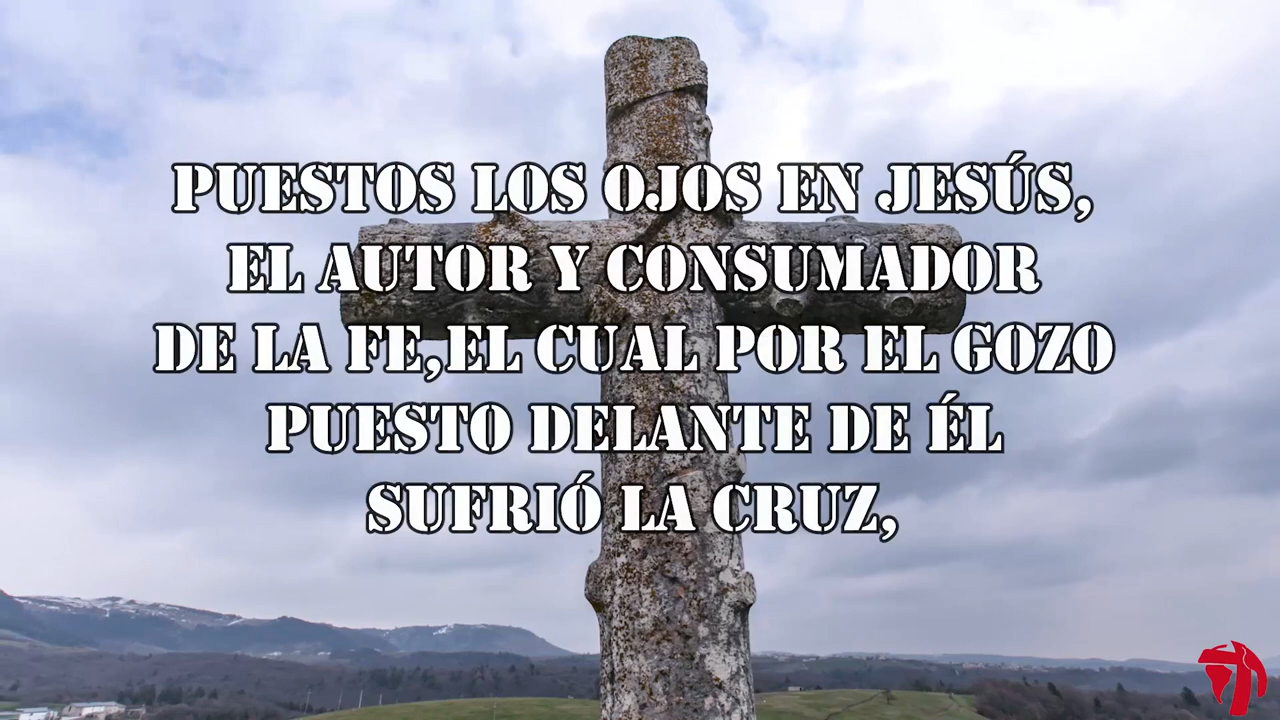 PUESTOS LOS OJOS EN JESÚS,
EL AUTOR Y CONSUMADOR
DE LA FE,EL CUAL POR EL GOZO
PUESTO DELANTE DE ÉL
SUFRIÓ LA CRUZ,